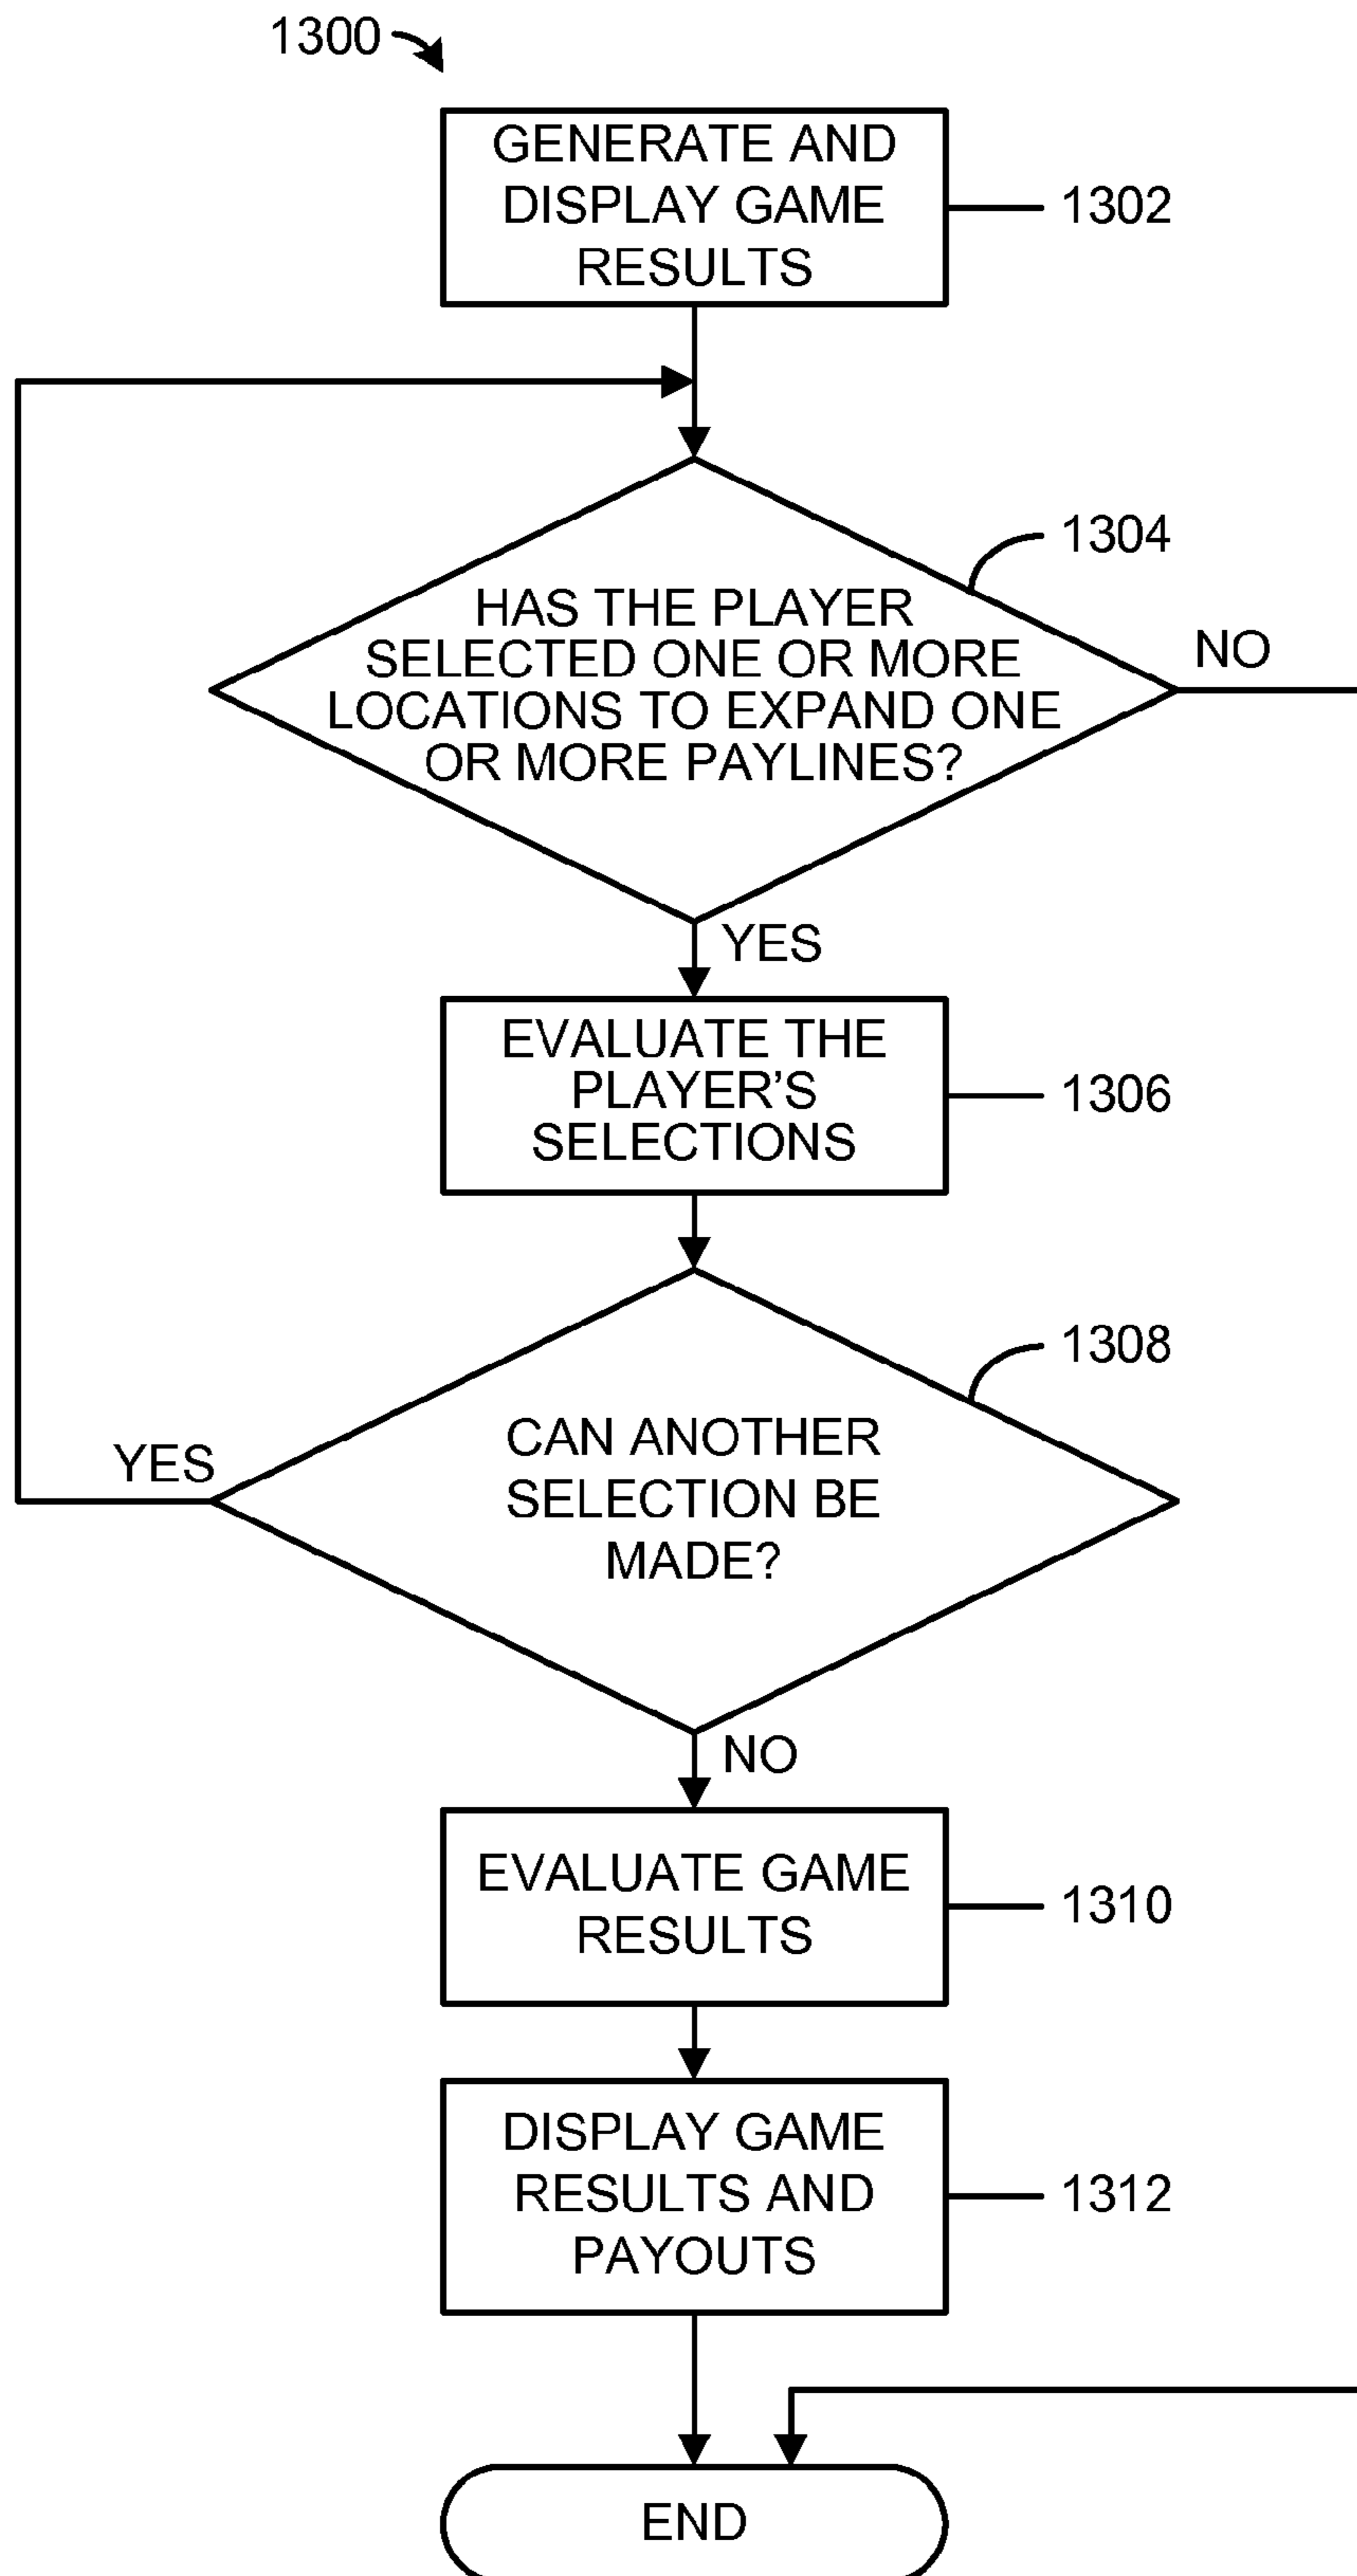 1300
GENERATE AND
DISPLAY GAME
RESULTS
1302
1304
HAS THE PLAYER
SELECTED ONE OR MORE
LOCATIONS TO EXPAND ONE
OR MORE PAYLINES?
NO
YES
EVALUATE THE
PLAYER'S
SELECTIONS
1306
1308
CAN ANOTHER
SELECTION BE
MADE?
YES
NO
EVALUATE GAME
RESULTS
1310
DISPLAY GAME
RESULTS AND
PAYOUTS
1312
END